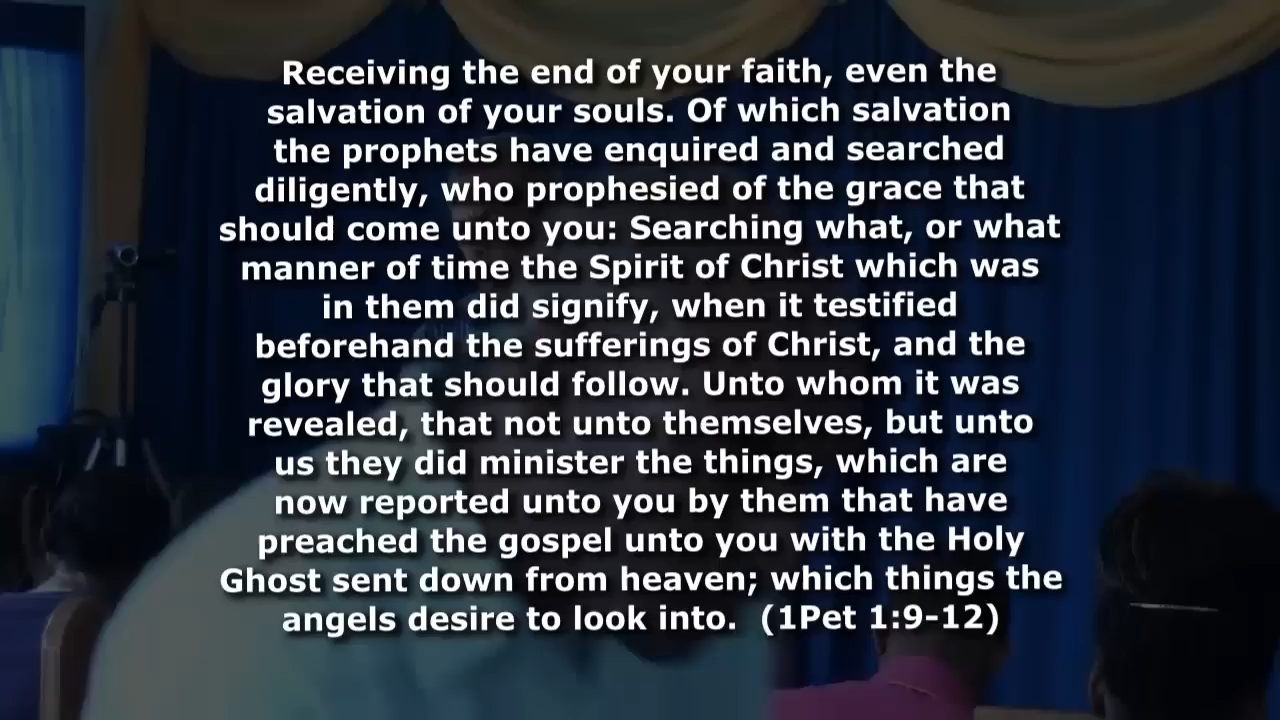 Receiving the end of your faith, even the
salvation of your souls. Of which salvation
the prophets have enquired and searched
diligently, who prophesied of the grace that
should come unto you: Searching what, or what
manner of time the Spirit of Christ which was
in them did signify, when it testified
beforehand the sufferings of Christ, and the
glory that should follow. Unto whom it was
revealed, that not unto themselves, but unto
us they did minister the things, which are
now reported unto you by them that have
preached the gospel unto you with the Holy
Ghost sent down from heaven; which things the
angels desire to look into.  (1Pet 1:9-12)